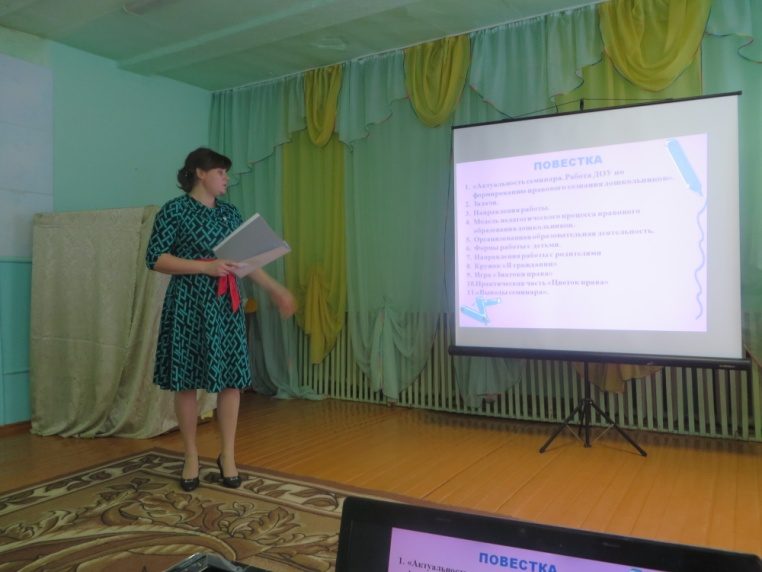 ПОВЕСТКА
1. «Актуальность семинара. Работа ДОУ по
формированию правового сознания дошкольников».
2. Задачи.
3. Направления работы.
4. Модель педагогического процесса правового
образования дошкольников.
5. Организованная образовательная деятельность.
6. Формы работы с детьми.
7. Направления работы с родителями
8. Кружок «Я гражданин»
9. Игра «Знатоки права»
10.Практическая часть «Цветок права»
11.«Выводы семинара».
ПОВЕСТКА
1. «Актуальность